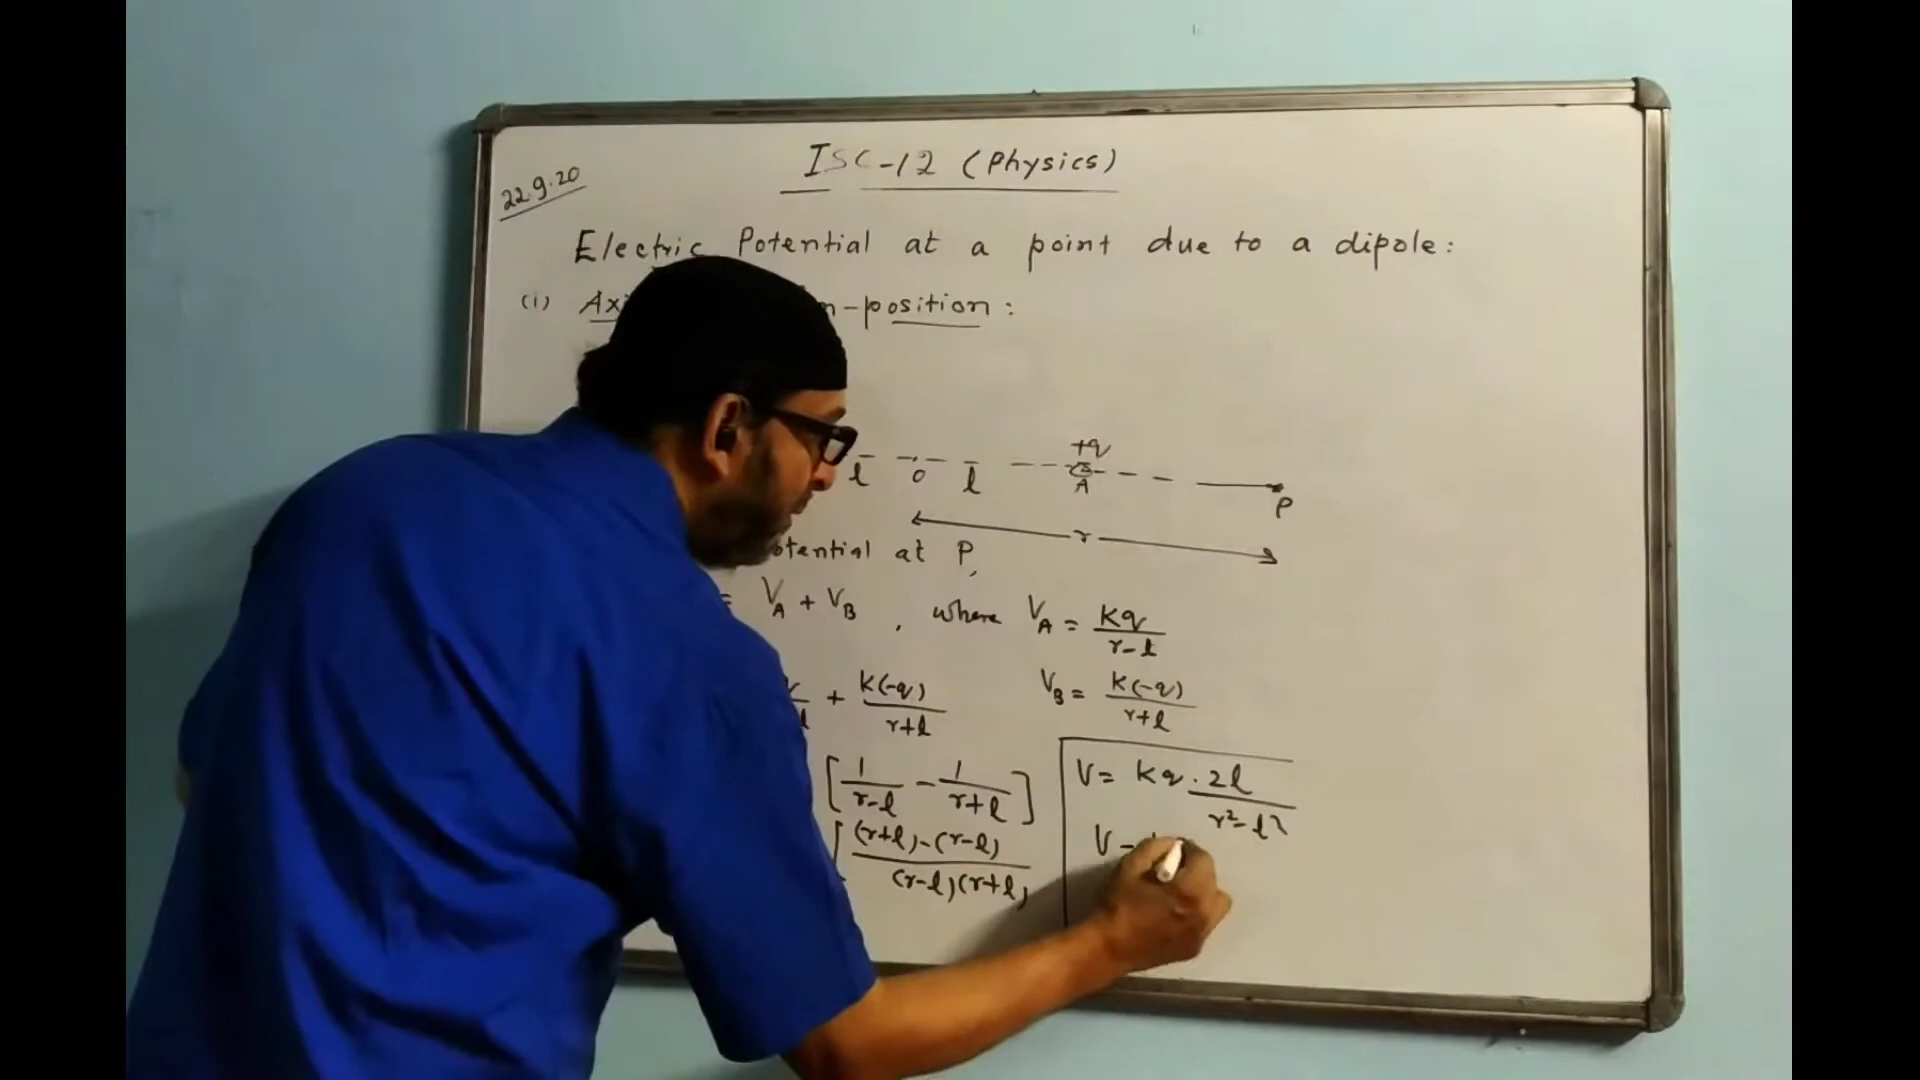 ISC-12 (Physics)
22.9.20
Electric Potential at a point due to a dipole:
(i) Axi n-position:
+q
l o l A P
r
otential at P,
= V_A + V_B , where V_A = Kq/(r-l)
l + K(-q)/(r+l) V_B = K(-q)/(r+l)
[1/(r-l) - 1/(r+l)]
[(r+l)-(r-l)/(r-l)(r+l)
V = Kq . 2l/(r²-l²)
V =